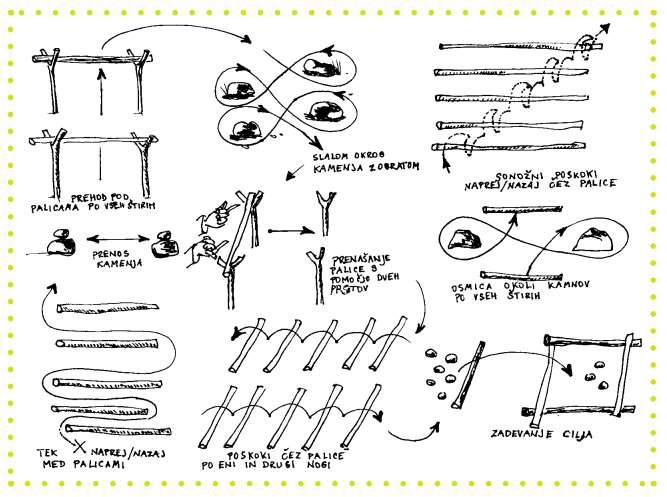 SLALOM OKROG
KAMENJA Z OBRATOM
SONOŽNI POSKOKI
NAPREJ/NAZAJ ČEZ PALICE
PREHOD POD
PALICAMA PO VSEH ŠTIRIH
PRENOS
KAMENJA
PRENAŠANJE
PALICE S
POMOČJO DVEH
PRSTOV
OSMICA OKOLI KAMNOV
PO VSEH ŠTIRIH
TEK NAPREJ/NAZAJ
MED PALICAMI
POSKOKI ČEZ PALICE
PO ENI IN DRUGI NOGI
ZADEVANJE CILJA